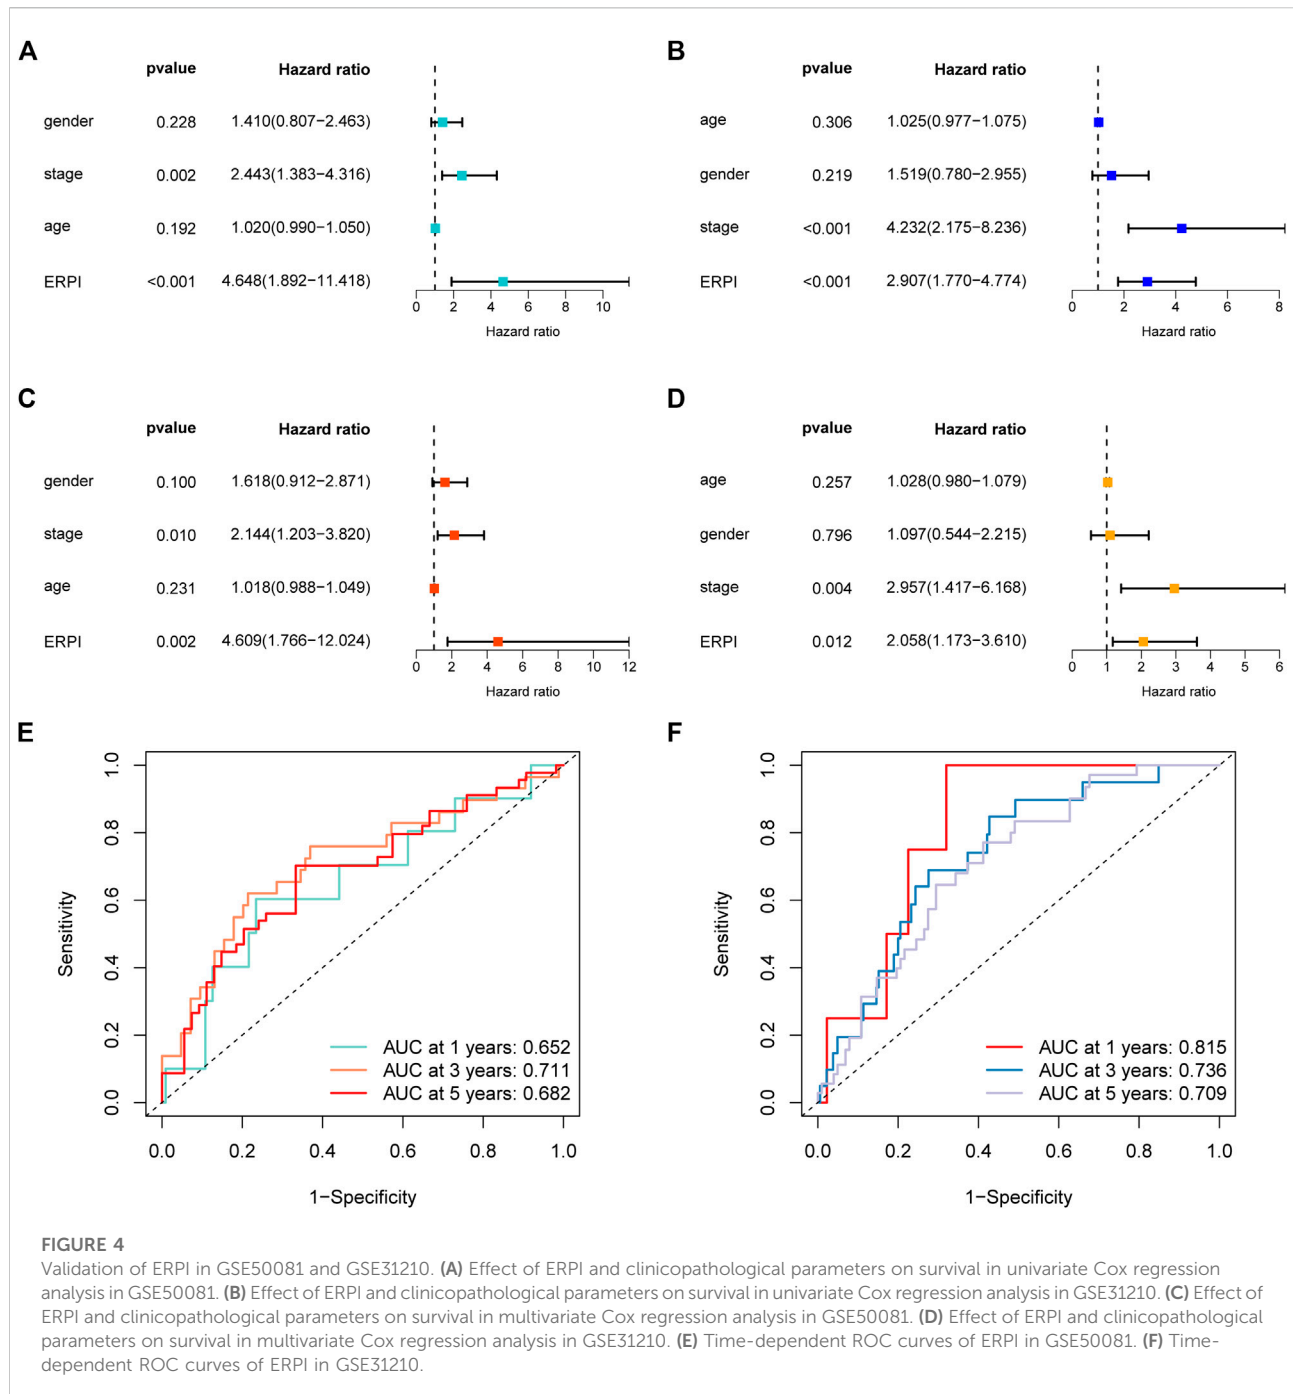 A
pvalue Hazard ratio
gender 0.228 1.410(0.807−2.463)
stage 0.002 2.443(1.383−4.316)
age 0.192 1.020(0.990−1.050)
ERPI <0.001 4.648(1.892−11.418)
0 2 4 6 8 10
Hazard ratio
B
pvalue Hazard ratio
age 0.306 1.025(0.977−1.075)
gender 0.219 1.519(0.780−2.955)
stage <0.001 4.232(2.175−8.236)
ERPI <0.001 2.907(1.770−4.774)
0 2 4 6 8
Hazard ratio
C
pvalue Hazard ratio
gender 0.100 1.618(0.912−2.871)
stage 0.010 2.144(1.203−3.820)
age 0.231 1.018(0.988−1.049)
ERPI 0.002 4.609(1.766−12.024)
0 2 4 6 8 10 12
Hazard ratio
D
pvalue Hazard ratio
age 0.257 1.028(0.980−1.079)
gender 0.796 1.097(0.544−2.215)
stage 0.004 2.957(1.417−6.168)
ERPI 0.012 2.058(1.173−3.610)
0 1 2 3 4 5 6
Hazard ratio
E
Sensitivity
1.0
0.8
0.6
0.4
0.2
0.0
AUC at 1 years: 0.652
AUC at 3 years: 0.711
AUC at 5 years: 0.682
0.0 0.2 0.4 0.6 0.8 1.0
1−Specificity
F
Sensitivity
1.0
0.8
0.6
0.4
0.2
0.0
AUC at 1 years: 0.815
AUC at 3 years: 0.736
AUC at 5 years: 0.709
0.0 0.2 0.4 0.6 0.8 1.0
1−Specificity
FIGURE 4
Validation of ERPI in GSE50081 and GSE31210. (A) Effect of ERPI and clinicopathological parameters on survival in univariate Cox regression
analysis in GSE50081. (B) Effect of ERPI and clinicopathological parameters on survival in univariate Cox regression analysis in GSE31210. (C) Effect of
ERPI and clinicopathological parameters on survival in multivariate Cox regression analysis in GSE50081. (D) Effect of ERPI and clinicopathological
parameters on survival in multivariate Cox regression analysis in GSE31210. (E) Time-dependent ROC curves of ERPI in GSE50081. (F) Time-
dependent ROC curves of ERPI in GSE31210.